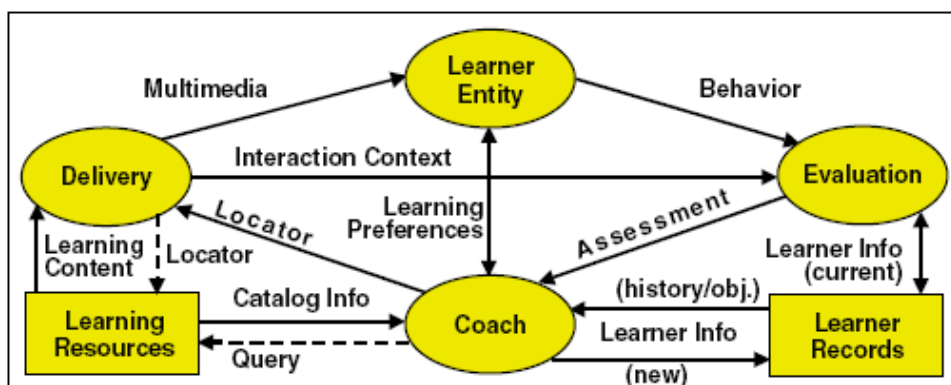 Learner
Entity
Multimedia
Behavior
Delivery
Interaction Context
Evaluation
Learning
Preferences
Locator
Assessment
Learning
Content
Locator
Learner Info
(current)
Learning
Resources
Catalog Info
Query
Coach
(history/obj.)
Learner Info
(new)
Learner
Records